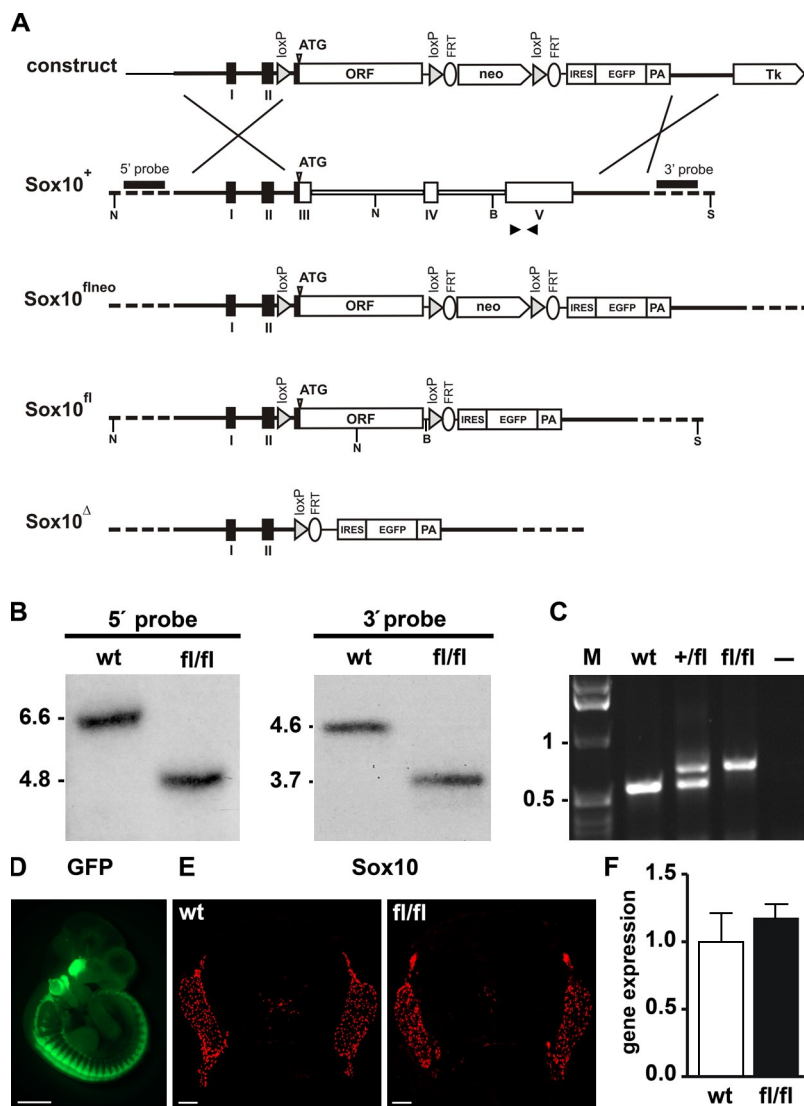 A
construct
loxP
ATG
loxP
FRT
loxP
FRT
ORF
neo
IRES EGFP PA
Tk
I II
5' probe
3' probe
Sox10+
ATG
N I II III N IV B V S
Sox10flneo
loxP
ATG
loxP
FRT
loxP
FRT
ORF
neo
IRES EGFP PA
I II
Sox10fl
loxP
ATG
loxP
FRT
ORF
IRES EGFP PA
N I II N B S
Sox10Δ
loxP
FRT
IRES EGFP PA
I II
B
5´ probe
wt fl/fl
6.6 -
4.8 -
3´probe
wt fl/fl
4.6 -
3.7 -
C
M wt +/fl fl/fl —
1 -
0.5 -
D GFP
E Sox10
wt
fl/fl
F
gene expression
1.5
1.0
0.5
0.0
wt fl/fl